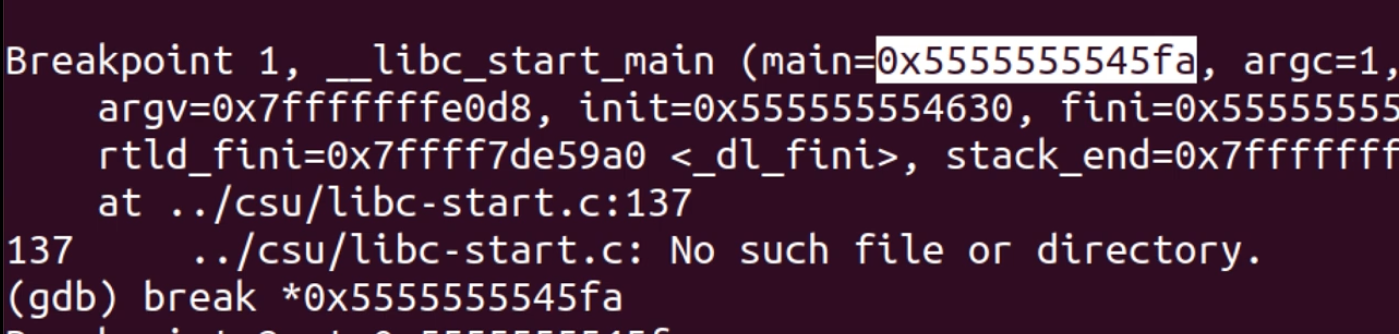 Breakpoint 1, __libc_start_main (main=0x5555555545fa, argc=1,
    argv=0x7fffffffe0d8, init=0x555555554630, fini=0x55555555
    rtld_fini=0x7ffff7de59a0 <_dl_fini>, stack_end=0x7fffffff
    at ../csu/libc-start.c:137
137     ../csu/libc-start.c: No such file or directory.
(gdb) break *0x5555555545fa